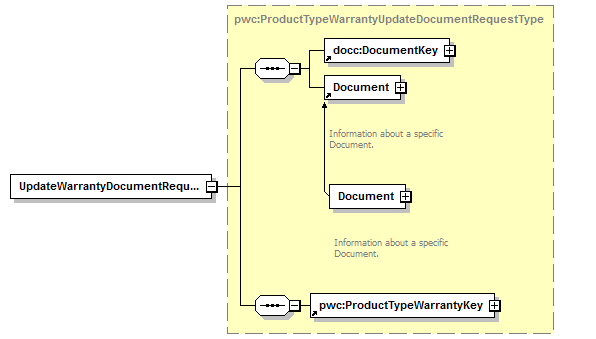 pwc:ProductTypeWarrantyUpdateDocumentRequestType
docc:DocumentKey
Document
Information about a specific
Document.
UpdateWarrantyDocumentRequ...
Document
Information about a specific
Document.
pwc:ProductTypeWarrantyKey